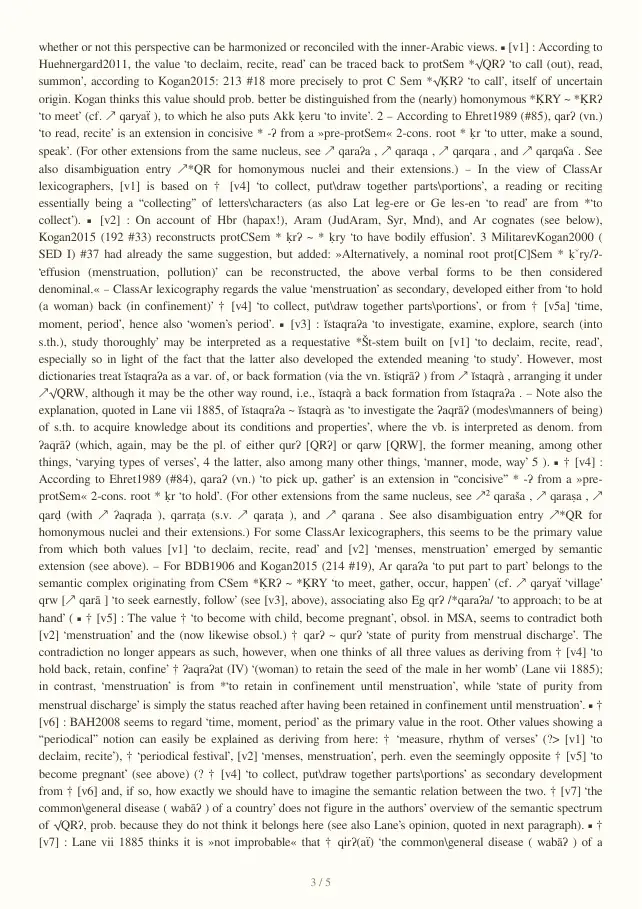 whether or not this perspective can be harmonized or reconciled with the inner-Arabic views. ▪ [v1] : According to
Huehnergard2011, the value ‘to declaim, recite, read’ can be traced back to protSem *√QRʔ ‘to call (out), read,
summon’, according to Kogan2015: 213 #18 more precisely to prot C Sem *√ḲRʔ ‘to call’, itself of uncertain
origin. Kogan thinks this value should prob. better be distinguished from the (nearly) homonymous *ḲRY ~ *ḲRʔ
‘to meet’ (cf. ↗ qaryaẗ ), to which he also puts Akk ḳeru ‘to invite’. 2 – According to Ehret1989 (#85), qarʔ (vn.)
‘to read, recite’ is an extension in concisive * -ʔ from a »pre-protSem« 2-cons. root * ḳr ‘to utter, make a sound,
speak’. (For other extensions from the same nucleus, see ↗ qaraʔa , ↗ qaraqa , ↗ qarqara , and ↗ qarqaʕa . See
also disambiguation entry ↗*QR for homonymous nuclei and their extensions.) – In the view of ClassAr
lexicographers, [v1] is based on † [v4] ‘to collect, put\draw together parts\portions’, a reading or reciting
essentially being a “collecting” of letters\characters (as also Lat leg-ere or Ge les-en ‘to read’ are from *‘to
collect’). ▪ [v2] : On account of Hbr (hapax!), Aram (JudAram, Syr, Mnd), and Ar cognates (see below),
Kogan2015 (192 #33) reconstructs protCSem * ḳrʔ ~ * ḳry ‘to have bodily effusion’. 3 MilitarevKogan2000 (
SED I) #37 had already the same suggestion, but added: »Alternatively, a nominal root prot[C]Sem * ḳVry/ʔ-
‘effusion (menstruation, pollution)’ can be reconstructed, the above verbal forms to be then considered
denominal.« – ClassAr lexicography regards the value ‘menstruation’ as secondary, developed either from ‘to hold
(a woman) back (in confinement)’ † [v4] ‘to collect, put\draw together parts\portions’, or from † [v5a] ‘time,
moment, period’, hence also ‘women’s period’. ▪ [v3] : ĭstaqraʔa ‘to investigate, examine, explore, search (into
s.th.), study thoroughly’ may be interpreted as a requestative *Št-stem built on [v1] ‘to declaim, recite, read’,
especially so in light of the fact that the latter also developed the extended meaning ‘to study’. However, most
dictionaries treat ĭstaqraʔa as a var. of, or back formation (via the vn. ĭstiqrāʔ ) from ↗ ĭstaqrà , arranging it under
↗√QRW, although it may be the other way round, i.e., ĭstaqrà a back formation from ĭstaqraʔa . – Note also the
explanation, quoted in Lane vii 1885, of ĭstaqraʔa ~ ĭstaqrà as ‘to investigate the ʔaqrāʔ (modes\manners of being)
of s.th. to acquire knowledge about its conditions and properties’, where the vb. is interpreted as denom. from
ʔaqrāʔ (which, again, may be the pl. of either qurʔ [QRʔ] or qarw [QRW], the former meaning, among other
things, ‘varying types of verses’, 4 the latter, also among many other things, ‘manner, mode, way’ 5 ). ▪ † [v4] :
According to Ehret1989 (#84), qaraʔ (vn.) ‘to pick up, gather’ is an extension in “concisive” * -ʔ from a »pre-
protSem« 2-cons. root * ḳr ‘to hold’. (For other extensions from the same nucleus, see ↗² qaraša , ↗ qaraṣa , ↗
qarḍ (with ↗ ʔaqraḍa ), qarraṭa (s.v. ↗ qaraṭa ), and ↗ qarana . See also disambiguation entry ↗*QR for
homonymous nuclei and their extensions.) For some ClassAr lexicographers, this seems to be the primary value
from which both values [v1] ‘to declaim, recite, read’ and [v2] ‘menses, menstruation’ emerged by semantic
extension (see above). – For BDB1906 and Kogan2015 (214 #19), Ar qaraʔa ‘to put part to part’ belongs to the
semantic complex originating from CSem *ḲRʔ ~ *ḲRY ‘to meet, gather, occur, happen’ (cf. ↗ qaryaẗ ‘village’
qrw [↗ qarā ] ‘to seek earnestly, follow’ (see [v3], above), associating also Eg qrʔ /*qaraʔa/ ‘to approach; to be at
hand’ ( ▪ † [v5] : The value † ‘to become with child, become pregnant’, obsol. in MSA, seems to contradict both
[v2] ‘menstruation’ and the (now likewise obsol.) † qarʔ ~ qurʔ ‘state of purity from menstrual discharge’. The
contradiction no longer appears as such, however, when one thinks of all three values as deriving from † [v4] ‘to
hold back, retain, confine’ † ʔaqraʔat (IV) ‘(woman) to retain the seed of the male in her womb’ (Lane vii 1885);
in contrast, ‘menstruation’ is from *‘to retain in confinement until menstruation’, while ‘state of purity from
menstrual discharge’ is simply the status reached after having been retained in confinement until menstruation’. ▪ †
[v6] : BAH2008 seems to regard ‘time, moment, period’ as the primary value in the root. Other values showing a
“periodical” notion can easily be explained as deriving from here: † ‘measure, rhythm of verses’ (?> [v1] ‘to
declaim, recite’), † ‘periodical festival’, [v2] ‘menses, menstruation’, perh. even the seemingly opposite † [v5] ‘to
become pregnant’ (see above) (? † [v4] ‘to collect, put\draw together parts\portions’ as secondary development
from † [v6] and, if so, how exactly we should have to imagine the semantic relation between the two. † [v7] ‘the
common\general disease ( wabāʔ ) of a country’ does not figure in the authors’ overview of the semantic spectrum
of √QRʔ, prob. because they do not think it belongs here (see also Lane’s opinion, quoted in next paragraph). ▪ †
[v7] : Lane vii 1885 thinks it is »not improbable« that † qirʔ(aẗ) ‘the common\general disease ( wabāʔ ) of a
3 / 5